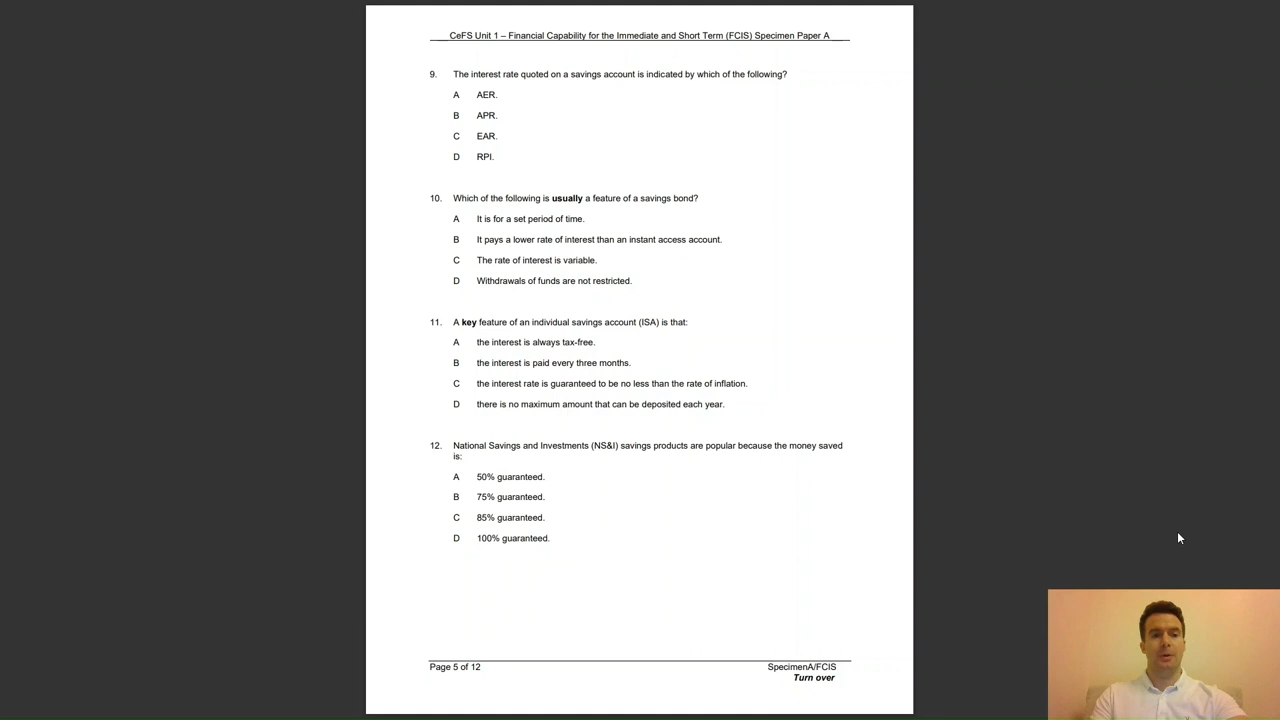 CeFS Unit 1 – Financial Capability for the Immediate and Short Term (FCIS) Specimen Paper A
9. The interest rate quoted on a savings account is indicated by which of the following?
A AER.
B APR.
C EAR.
D RPI.
10. Which of the following is usually a feature of a savings bond?
A It is for a set period of time.
B It pays a lower rate of interest than an instant access account.
C The rate of interest is variable.
D Withdrawals of funds are not restricted.
11. A key feature of an individual savings account (ISA) is that:
A the interest is always tax-free.
B the interest is paid every three months.
C the interest rate is guaranteed to be no less than the rate of inflation.
D there is no maximum amount that can be deposited each year.
12. National Savings and Investments (NS&I) savings products are popular because the money saved
is:
A 50% guaranteed.
B 75% guaranteed.
C 85% guaranteed.
D 100% guaranteed.
Page 5 of 12 SpecimenA/FCIS
Turn over